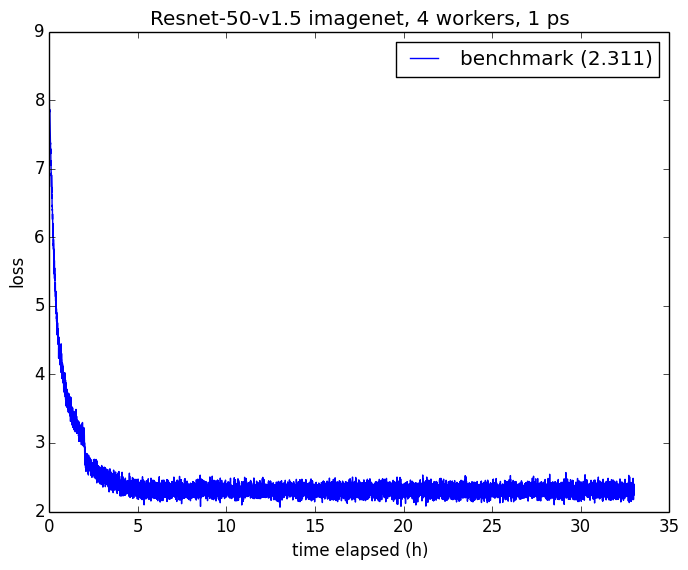 Resnet-50-v1.5 imagenet, 4 workers, 1 ps
benchmark (2.311)
9
8
7
6
5
4
3
2
loss
0 5 10 15 20 25 30 35
time elapsed (h)